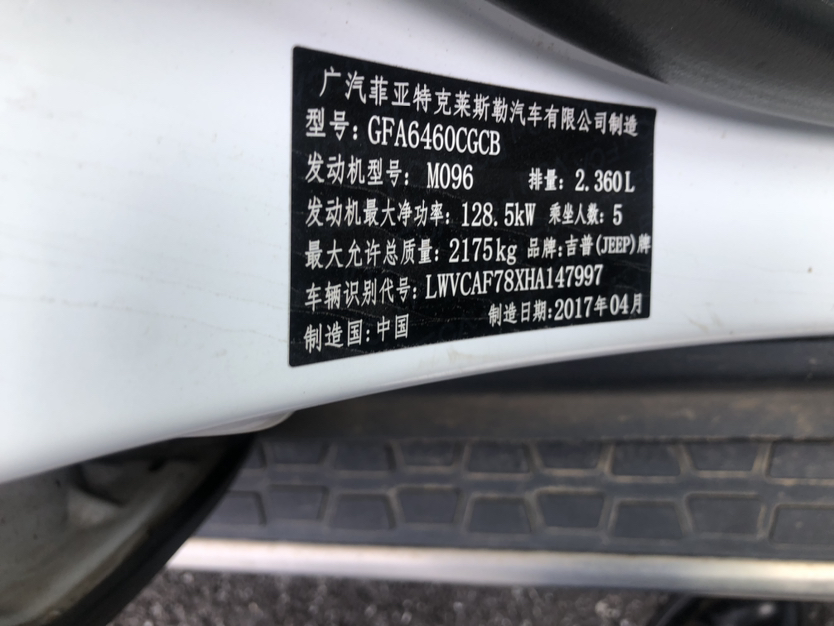 广汽菲亚特克莱斯勒汽车有限公司制造
型号: GFA6460CGCB
发动机型号: M096 排量: 2.360L
发动机最大净功率: 128.5kW 乘坐人数: 5
最大允许总质量: 2175kg 品牌:吉普(JEEP)牌
车辆识别代号: LWVCAF78XHA147997
制造国:中国 制造日期:2017年04月